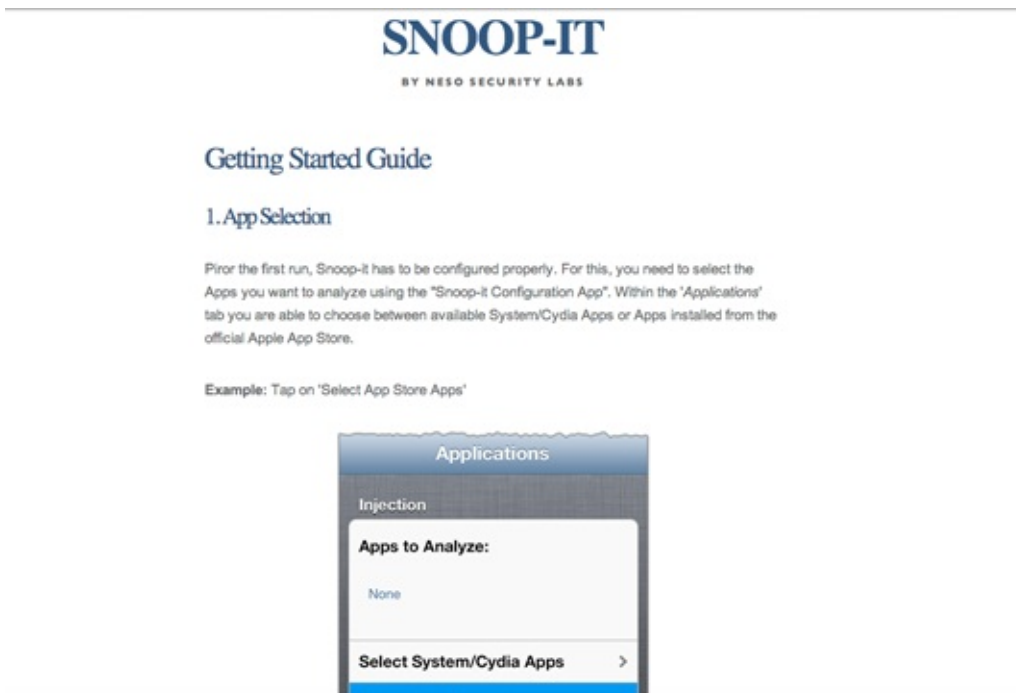 SNOOP-IT
BY NESO SECURITY LABS
Getting Started Guide
1. App Selection
Piror the first run, Snoop-it has to be configured properly. For this, you need to select the
Apps you want to analyze using the "Snoop-it Configuration App". Within the 'Applications'
tab you are able to choose between available System/Cydia Apps or Apps installed from the
official Apple App Store.
Example: Tap on 'Select App Store Apps'
Applications
Injection
Apps to Analyze:
None
Select System/Cydia Apps